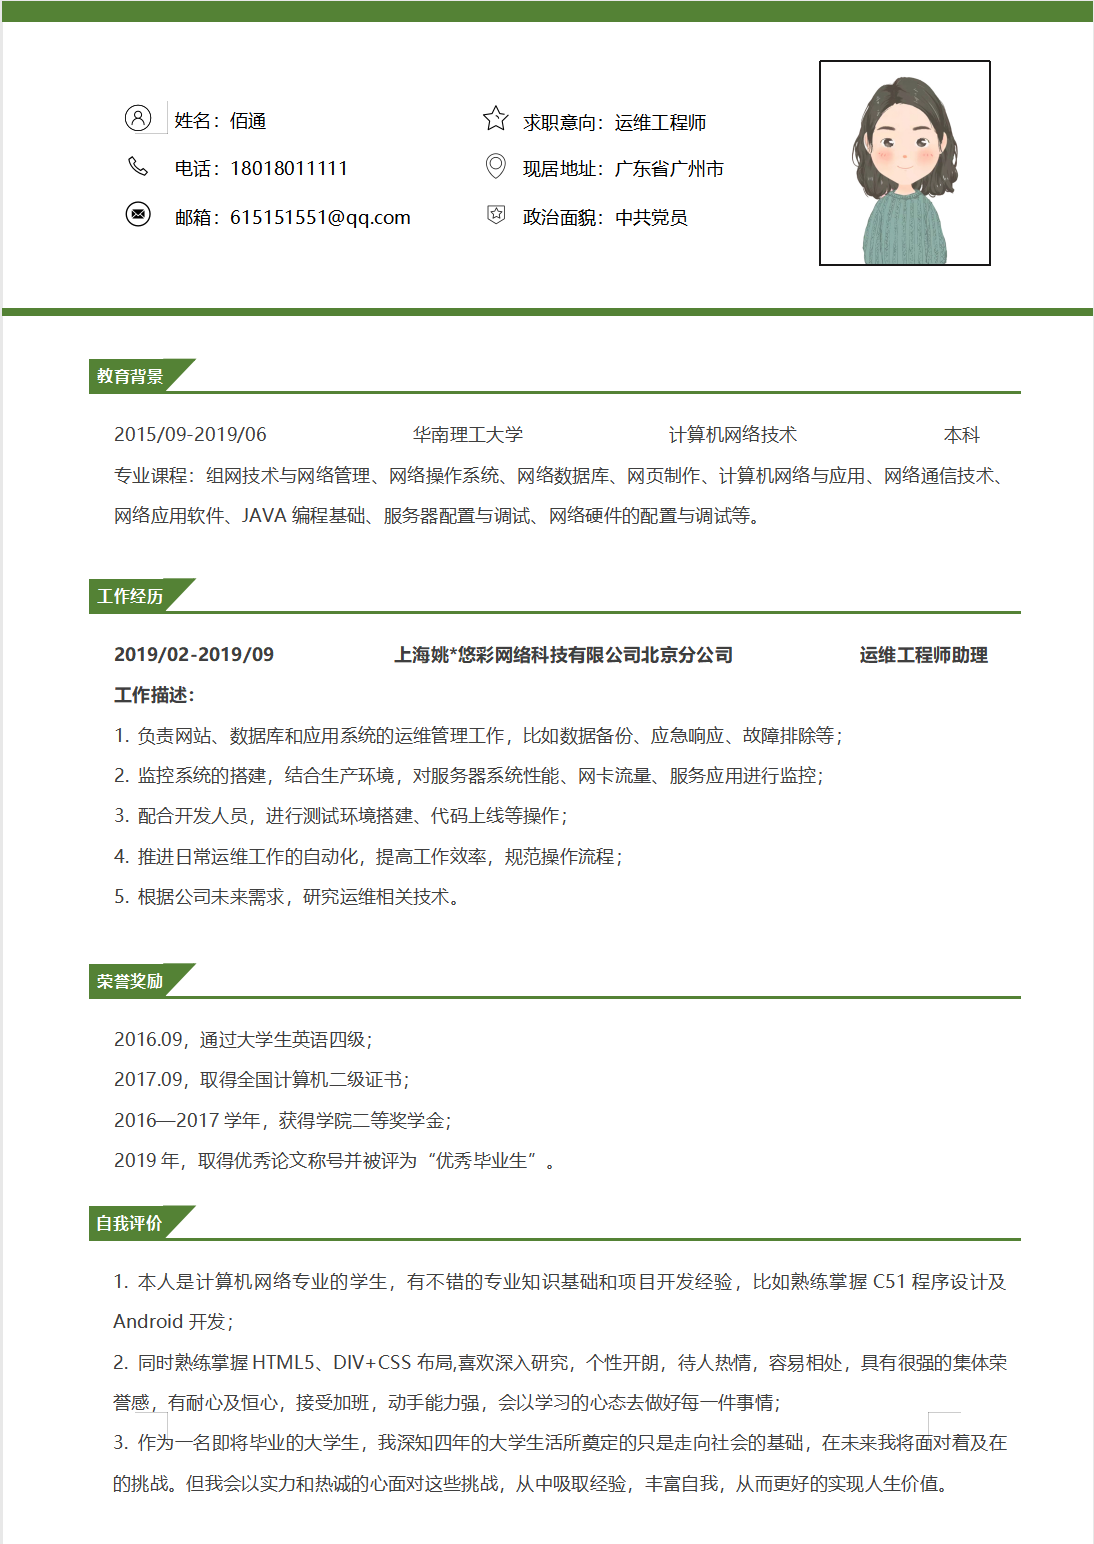 姓名：佰通
求职意向：运维工程师
电话：18018011111
现居地址：广东省广州市
邮箱：615151551@qq.com
政治面貌：中共党员
教育背景
2015/09-2019/06 华南理工大学 计算机网络技术 本科
专业课程：组网技术与网络管理、网络操作系统、网络数据库、网页制作、计算机网络与应用、网络通信技术、
网络应用软件、JAVA 编程基础、服务器配置与调试、网络硬件的配置与调试等。
工作经历
2019/02-2019/09 上海姚*悠彩网络科技有限公司北京分公司 运维工程师助理
工作描述：
1. 负责网站、数据库和应用系统的运维管理工作，比如数据备份、应急响应、故障排除等；
2. 监控系统的搭建，结合生产环境，对服务器系统性能、网卡流量、服务应用进行监控；
3. 配合开发人员，进行测试环境搭建、代码上线等操作；
4. 推进日常运维工作的自动化，提高工作效率，规范操作流程；
5. 根据公司未来需求，研究运维相关技术。
荣誉奖励
2016.09，通过大学生英语四级；
2017.09，取得全国计算机二级证书；
2016—2017 学年，获得学院二等奖学金；
2019 年，取得优秀论文称号并被评为“优秀毕业生”。
自我评价
1. 本人是计算机网络专业的学生，有不错的专业知识基础和项目开发经验，比如熟练掌握 C51 程序设计及
Android 开发；
2. 同时熟练掌握 HTML5、DIV+CSS 布局,喜欢深入研究，个性开朗，待人热情，容易相处，具有很强的集体荣
誉感，有耐心及恒心，接受加班，动手能力强，会以学习的心态去做好每一件事情；
3. 作为一名即将毕业的大学生，我深知四年的大学生活所奠定的只是走向社会的基础，在未来我将面对着及在
的挑战。但我会以实力和热诚的心面对这些挑战，从中吸取经验，丰富自我，从而更好的实现人生价值。